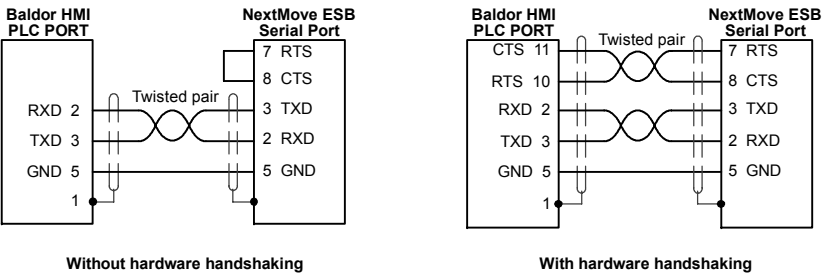 Baldor HMI
PLC PORT
NextMove ESB
Serial Port
7 RTS
8 CTS
Twisted pair
RXD 2
3 TXD
TXD 3
2 RXD
GND 5
5 GND
1
Without hardware handshaking
Baldor HMI
PLC PORT
NextMove ESB
Serial Port
CTS 11
Twisted pair
7 RTS
RTS 10
8 CTS
RXD 2
3 TXD
TXD 3
2 RXD
GND 5
5 GND
1
With hardware handshaking